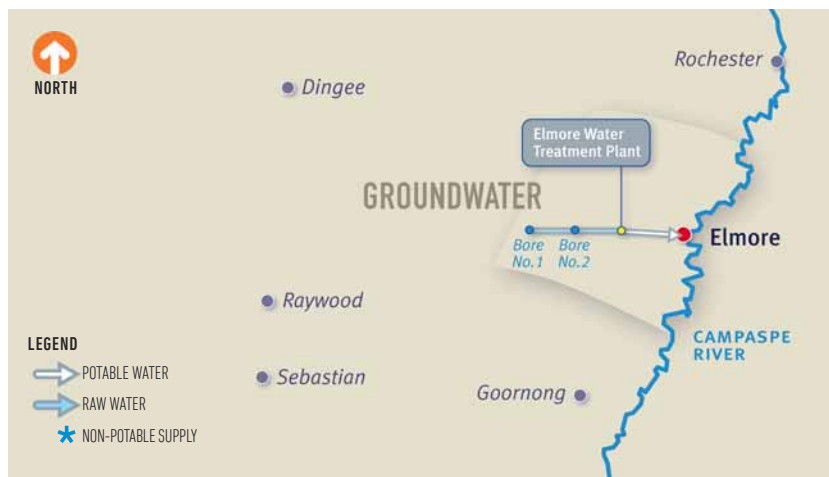 NORTH
Dingee
Rochester
Elmore Water
Treatment Plant
GROUNDWATER
Bore
No.1
Bore
No.2
Elmore
Raywood
CAMPASPE
RIVER
Sebastian
Goornong
LEGEND
POTABLE WATER
RAW WATER
NON-POTABLE SUPPLY